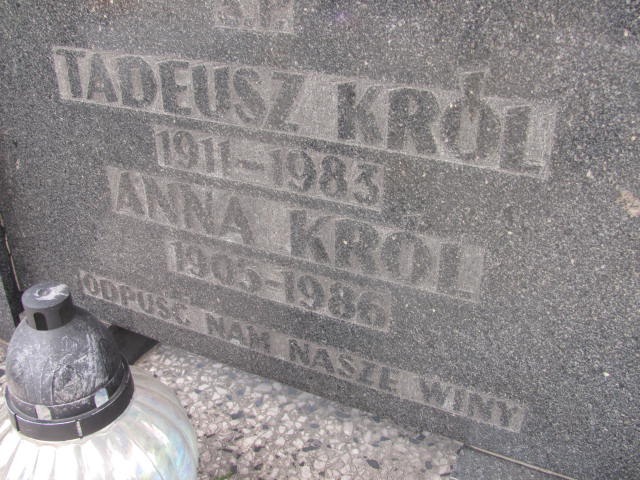 Ś.P.
TADEUSZ KRÓL
1911-1983
ANNA KRÓL
1905-1986
ODPUŚĆ NAM NASZE WINY